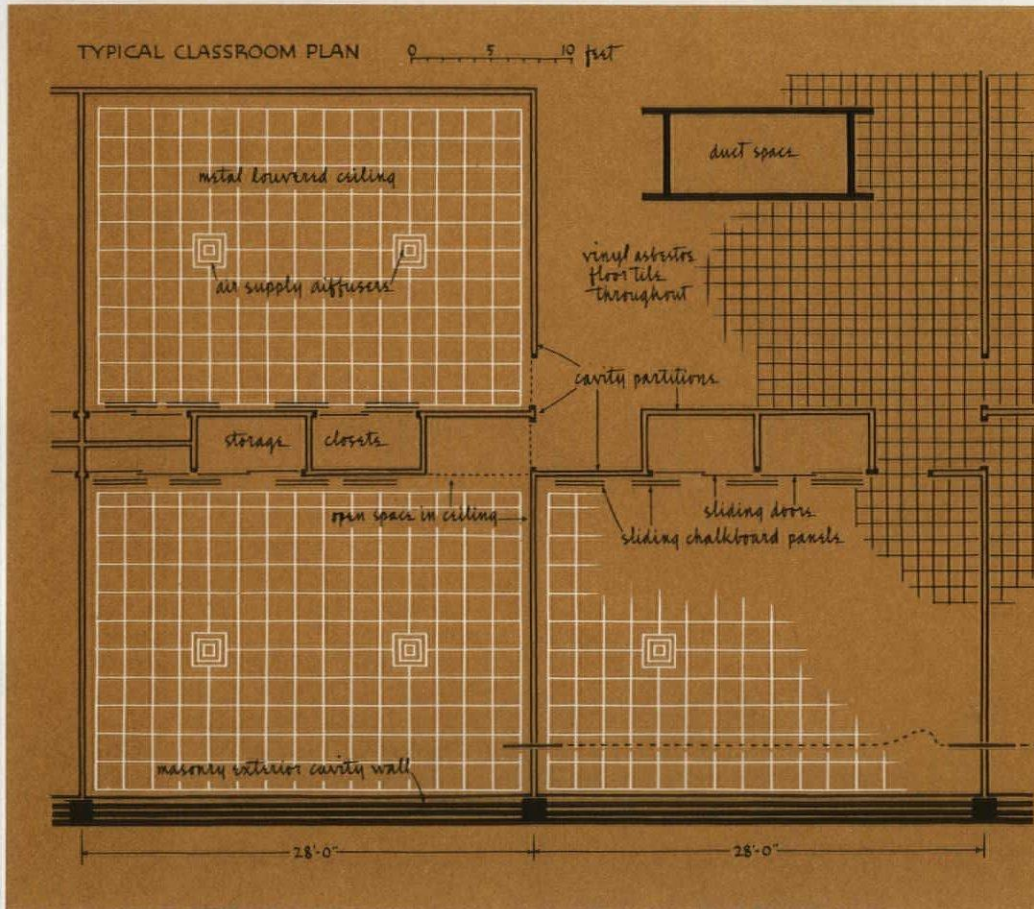 TYPICAL CLASSROOM PLAN
0 5 10 feet
metal louvered ceiling
duct space
air supply diffusers
vinyl asbestos
floor tile
throughout
cavity partitions
storage closets
open space in ceiling
sliding doors
sliding chalkboard panels
masonry exterior cavity wall
28'-0"
28'-0"